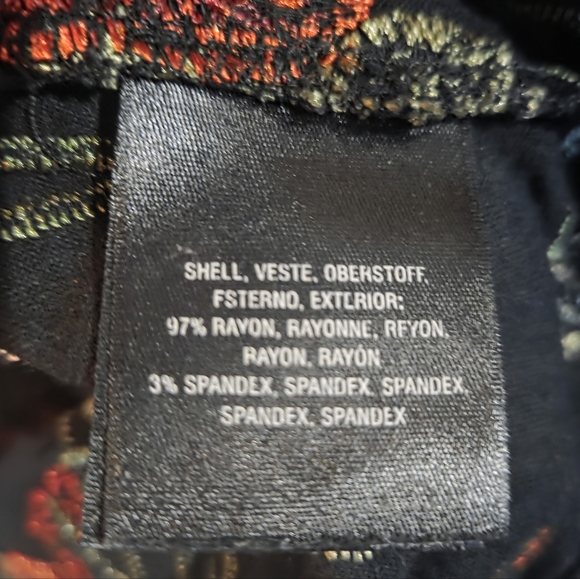 SHELL, VESTE, OBERSTOFF,
FSTERNO, EXTERIOR:
97% RAYON, RAYONNE, REYON,
RAYON, RAYÓN
3% SPANDEX, SPANDEX, SPANDEX,
SPANDEX, SPANDEX